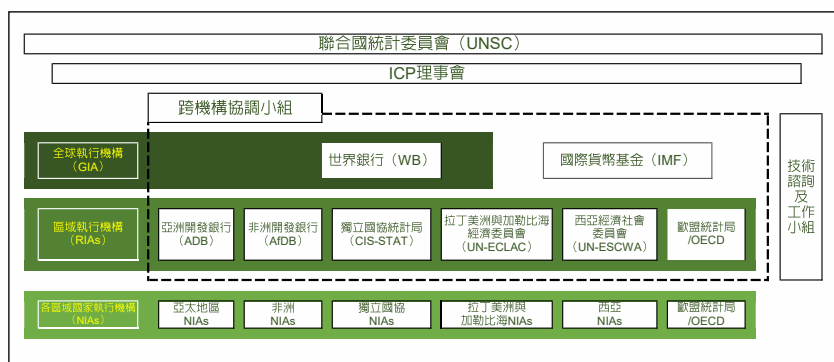 聯合國統計委員會（UNSC）
ICP理事會
跨機構協調小組
全球執行機構
（GIA）
世界銀行（WB）
國際貨幣基金（IMF）
技術
諮詢
及
工作
小組
區域執行機構
（RIAs）
亞洲開發銀行
（ADB）
非洲開發銀行
（AfDB）
獨立國協統計局
（CIS-STAT）
拉丁美洲與加勒比海
經濟委員會
（UN-ECLAC）
西亞經濟社會
委員會
（UN-ESCWA）
歐盟統計局
/OECD
各區域國家執行機構
（NIAs）
亞太地區
NIAs
非洲
NIAs
獨立國協
NIAs
拉丁美洲與
加勒比海NIAs
西亞
NIAs
歐盟統計局
/OECD